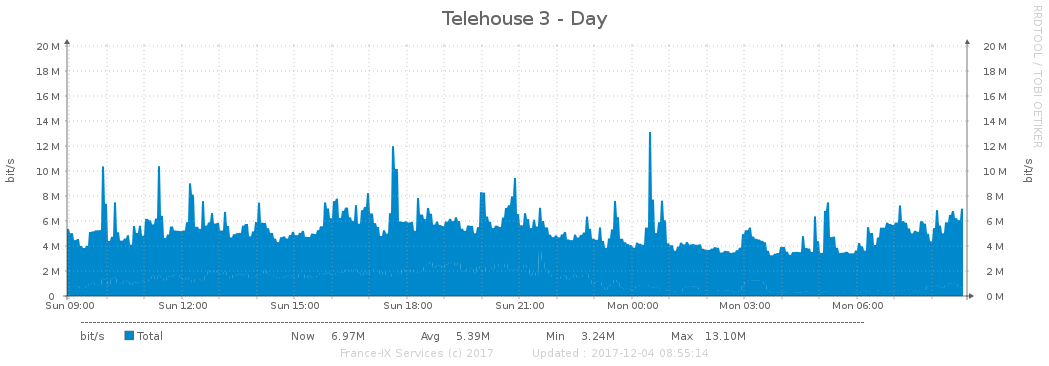 Telehouse 3 - Day
RRDTOOL / TOBI OETIKER
bit/s
20 M 20 M
18 M 18 M
16 M 16 M
14 M 14 M
12 M 12 M
10 M 10 M
8 M 8 M
6 M 6 M
4 M 4 M
2 M 2 M
0 0 M
bit/s
Sun 09:00 Sun 12:00 Sun 15:00 Sun 18:00 Sun 21:00 Mon 00:00 Mon 03:00 Mon 06:00
bit/s Total Now 6.97M Avg 5.39M Min 3.24M Max 13.10M
France-IX Services (c) 2017 Updated : 2017-12-04 08:55:14